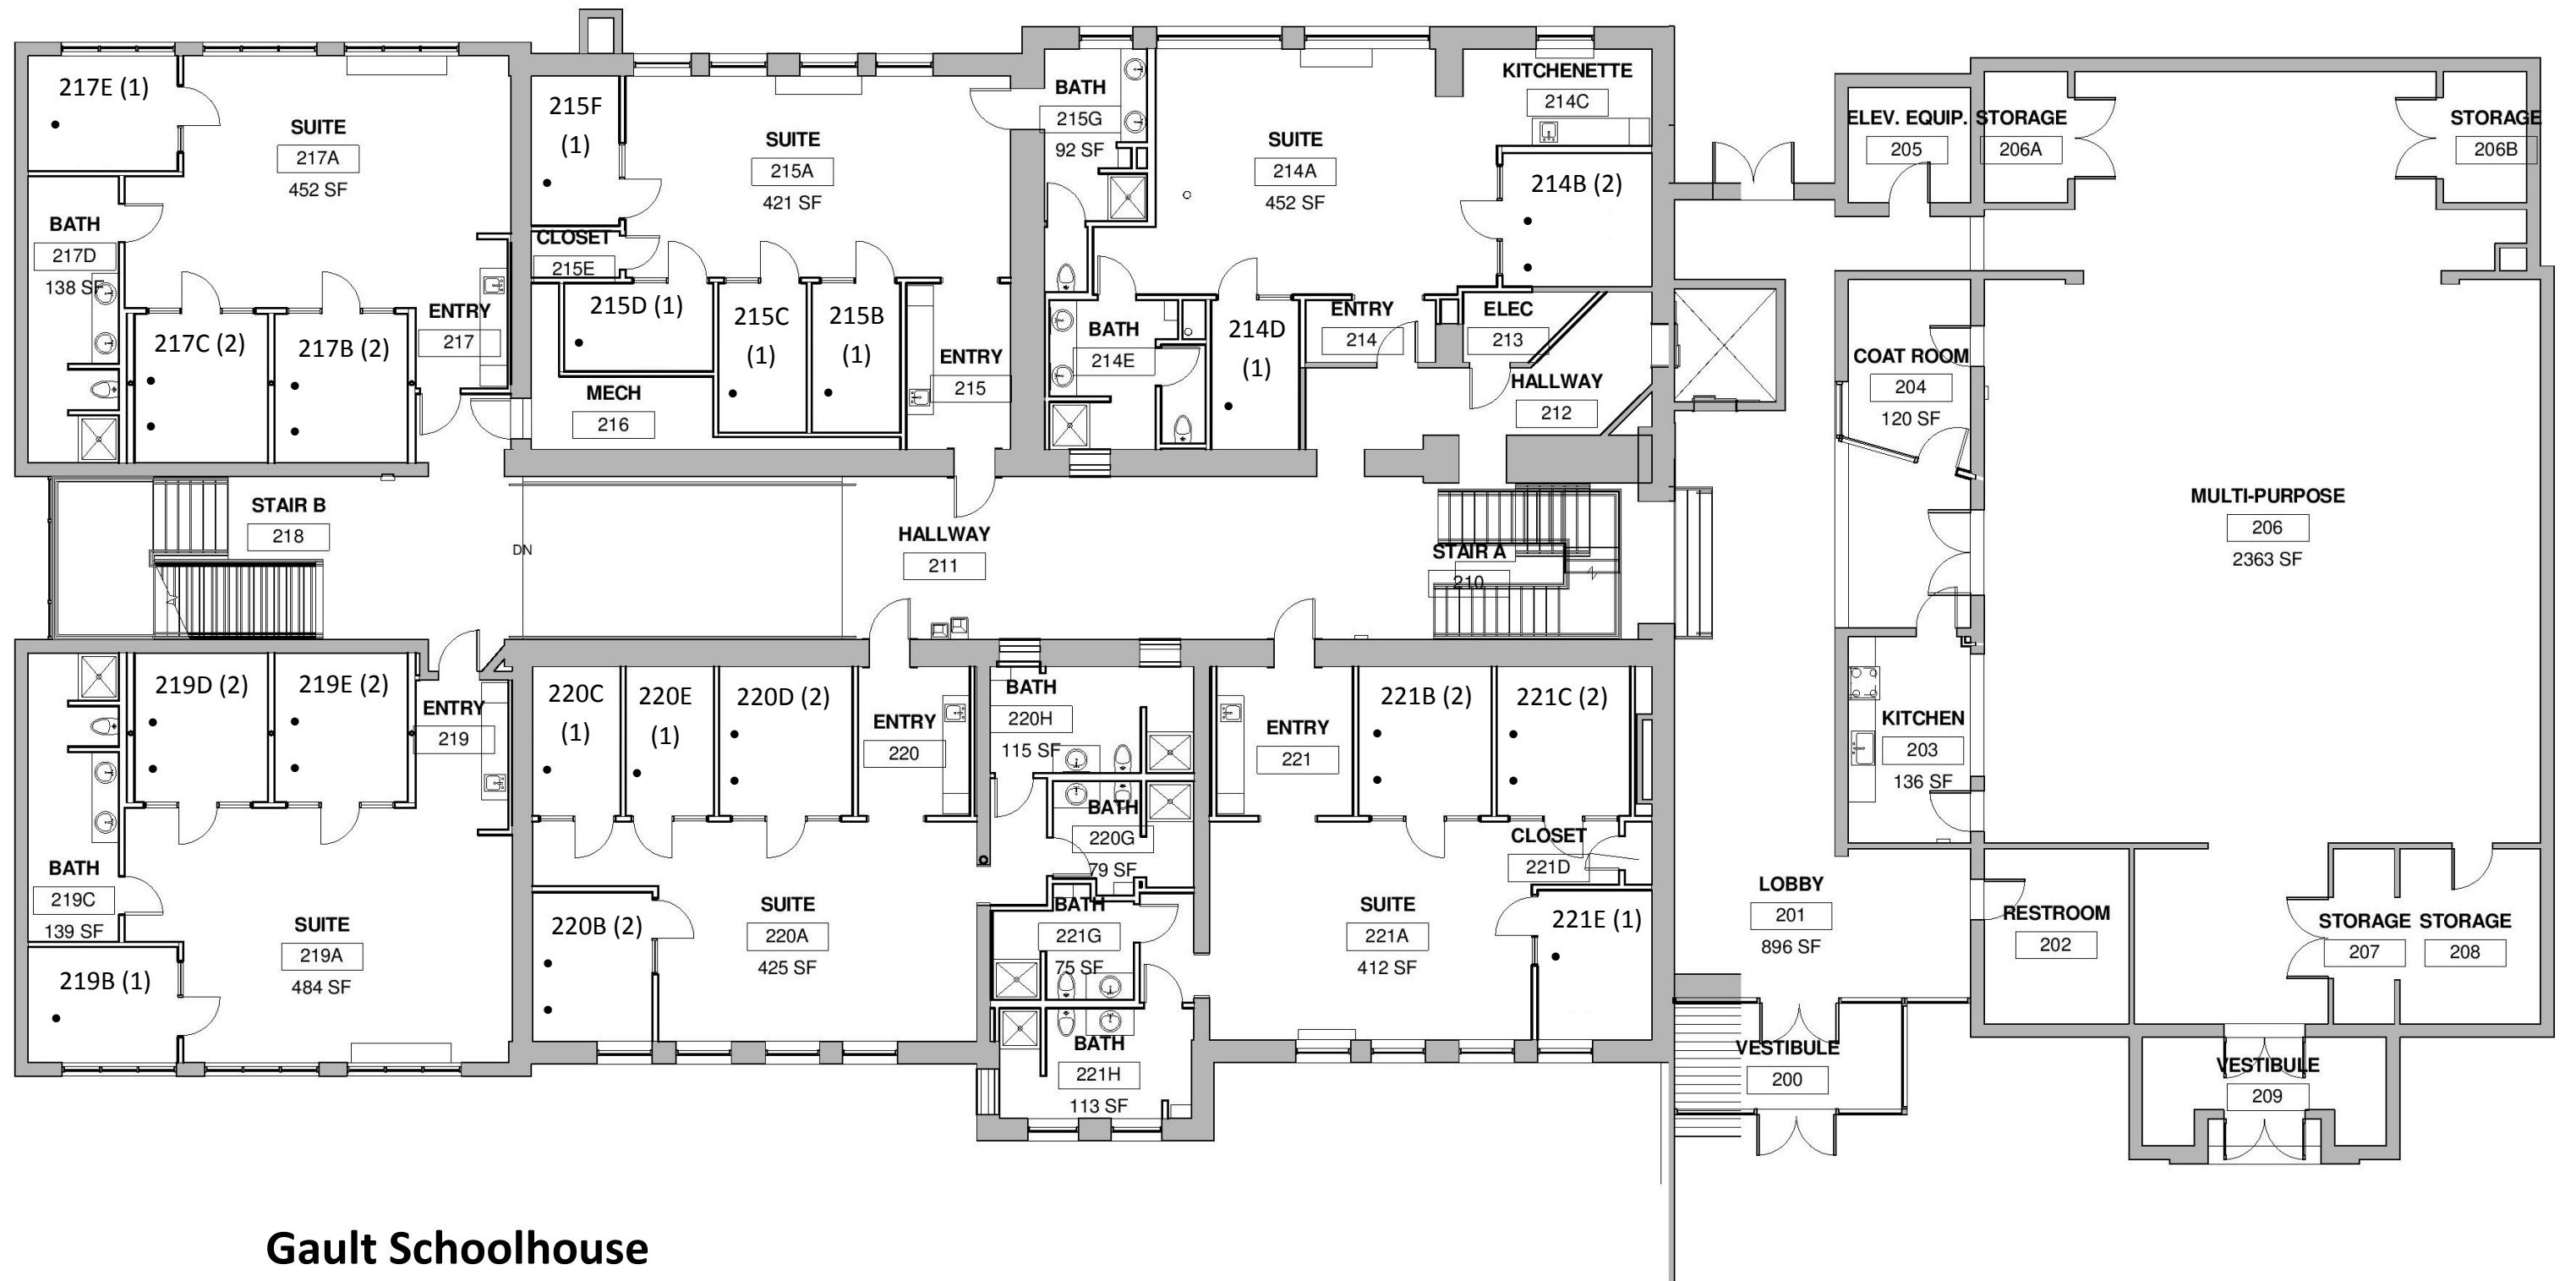 217E (1)
SUITE
217A
452 SF
BATH
217D
138 SF
217C (2)
217B (2)
ENTRY
217
215F
(1)
SUITE
215A
421 SF
CLOSET
215E
215D (1)
215C
(1)
215B
(1)
ENTRY
215
MECH
216
BATH
215G
92 SF
SUITE
214A
452 SF
KITCHENETTE
214C
214B (2)
BATH
214E
214D
(1)
ENTRY
214
ELEC
213
HALLWAY
212
ELEV. EQUIP.
205
STORAGE
206A
STORAGE
206B
COAT ROOM
204
120 SF
MULTI-PURPOSE
206
2363 SF
STAIR B
218
DN
HALLWAY
211
STAIR A
210
219D (2)
219E (2)
ENTRY
219
BATH
219C
139 SF
SUITE
219A
484 SF
219B (1)
220C
(1)
220E
(1)
220D (2)
ENTRY
220
220B (2)
SUITE
220A
425 SF
BATH
220H
115 SF
BATH
220G
79 SF
BATH
221G
75 SF
BATH
221H
113 SF
ENTRY
221
221B (2)
221C (2)
CLOSET
221D
SUITE
221A
412 SF
221E (1)
KITCHEN
203
136 SF
LOBBY
201
896 SF
RESTROOM
202
STORAGE
207
STORAGE
208
VESTIBULE
200
VESTIBULE
209
Gault Schoolhouse